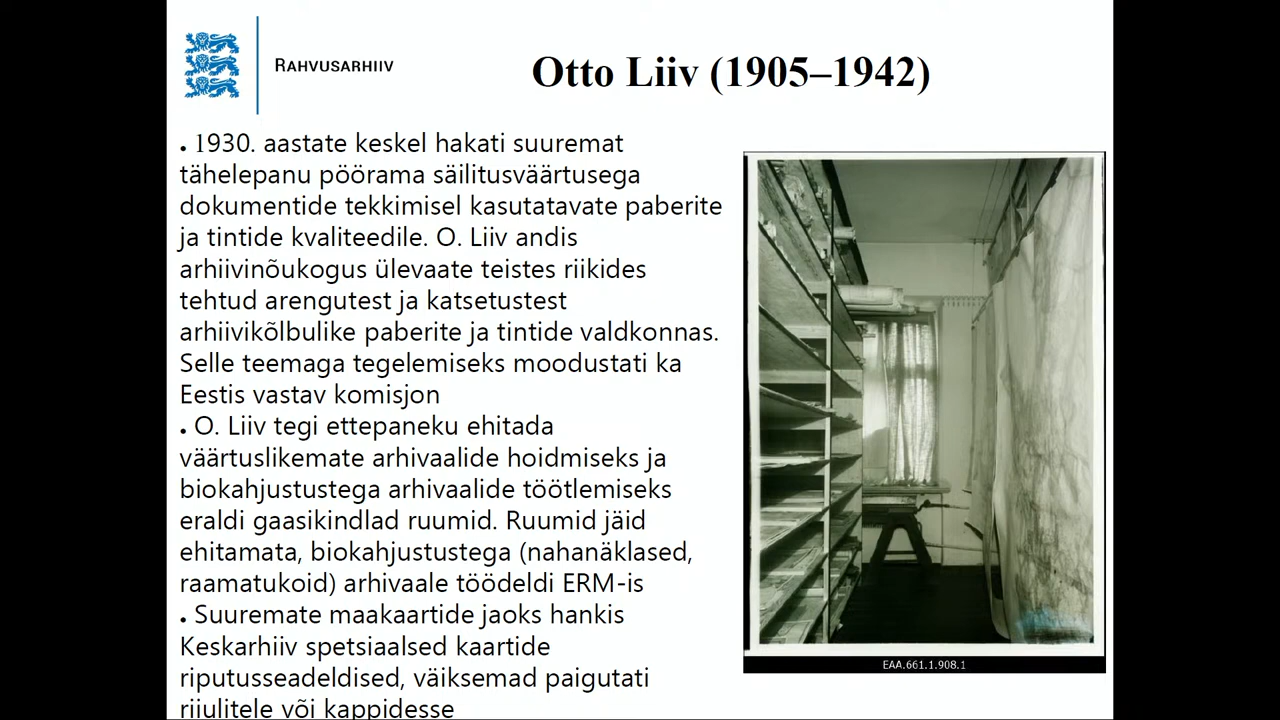 RAHVUSARHIIV
Otto Liiv (1905–1942)
• 1930. aastate keskel hakati suuremat
tähelepanu pöörama säilitusväärtusega
dokumentide tekkimisel kasutatavate paberite
ja tintide kvaliteedile. O. Liiv andis
arhiivinõukogus ülevaate teistes riikides
tehtud arengutest ja katsetustest
arhiivikõlbulike paberite ja tintide valdkonnas.
Selle teemaga tegelemiseks moodustati ka
Eestis vastav komisjon
• O. Liiv tegi ettepaneku ehitada
väärtuslikemate arhivaalide hoidmiseks ja
biokahjustustega arhivaalide töötlemiseks
eraldi gaasikindlad ruumid. Ruumid jäid
ehitamata, biokahjustustega (nahanäklased,
raamatukoid) arhivaale töödeldi ERM-is
• Suuremate maakaartide jaoks hankis
Keskarhiiv spetsiaalsed kaartide
riputusseadeldised, väiksemad paigutati
riiulitele või kappidesse
EAA.661.1.908.1